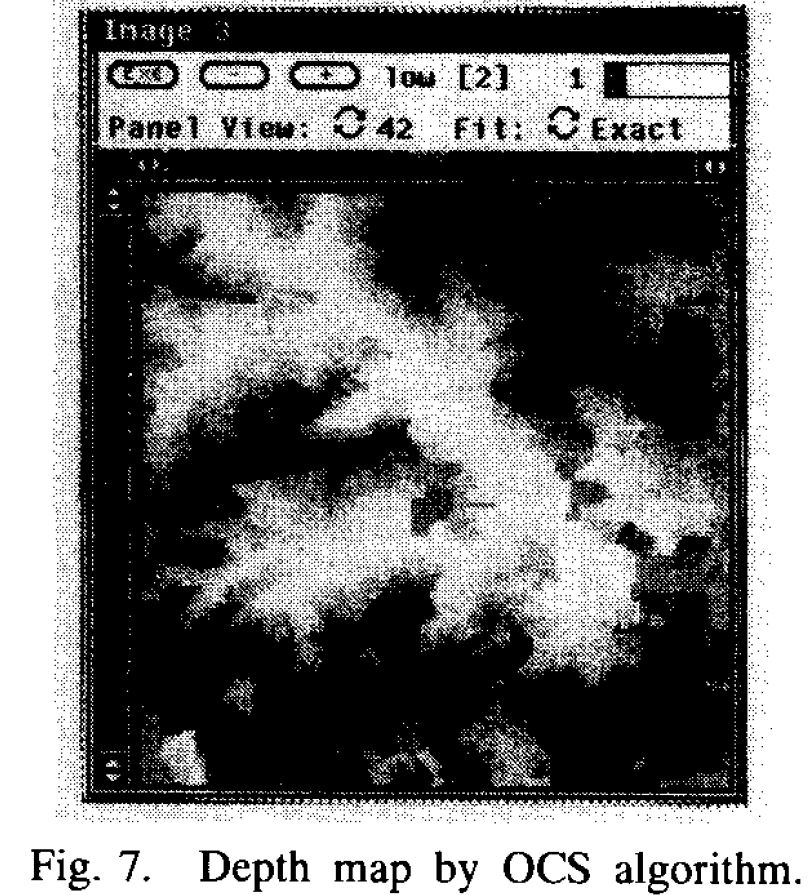 Image 3
- + low [2] 1
Panel View: 42 Fit: Exact
Fig. 7. Depth map by OCS algorithm.